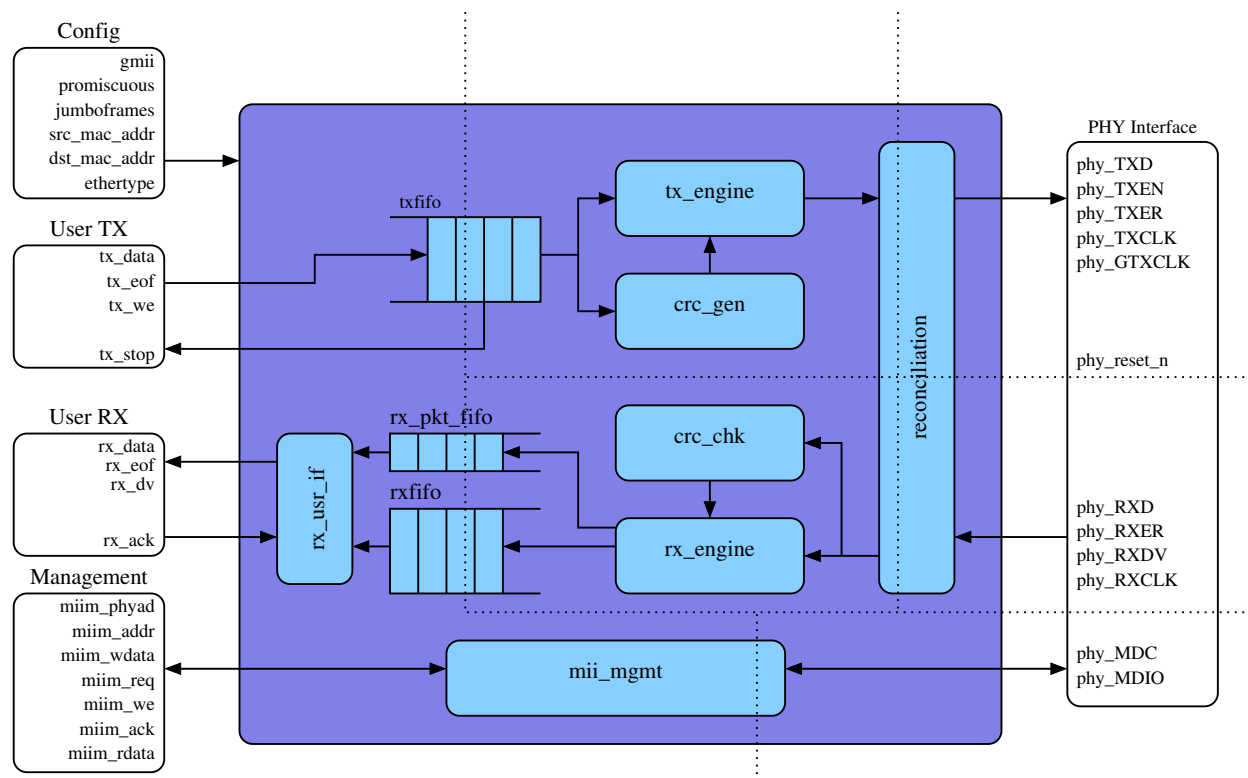 Config
gmii
promiscuous
jumboframes
src_mac_addr
dst_mac_addr
ethertype
User TX
tx_data
tx_eof
tx_we
tx_stop
User RX
rx_data
rx_eof
rx_dv
rx_ack
Management
miim_phyad
miim_addr
miim_wdata
miim_req
miim_we
miim_ack
miim_rdata
txfifo
tx_engine
crc_gen
rx_pkt_fifo
rxfifo
rx_usr_if
crc_chk
rx_engine
mii_mgmt
reconciliation
PHY Interface
phy_TXD
phy_TXEN
phy_TXER
phy_TXCLK
phy_GTXCLK
phy_reset_n
phy_RXD
phy_RXER
phy_RXDV
phy_RXCLK
phy_MDC
phy_MDIO